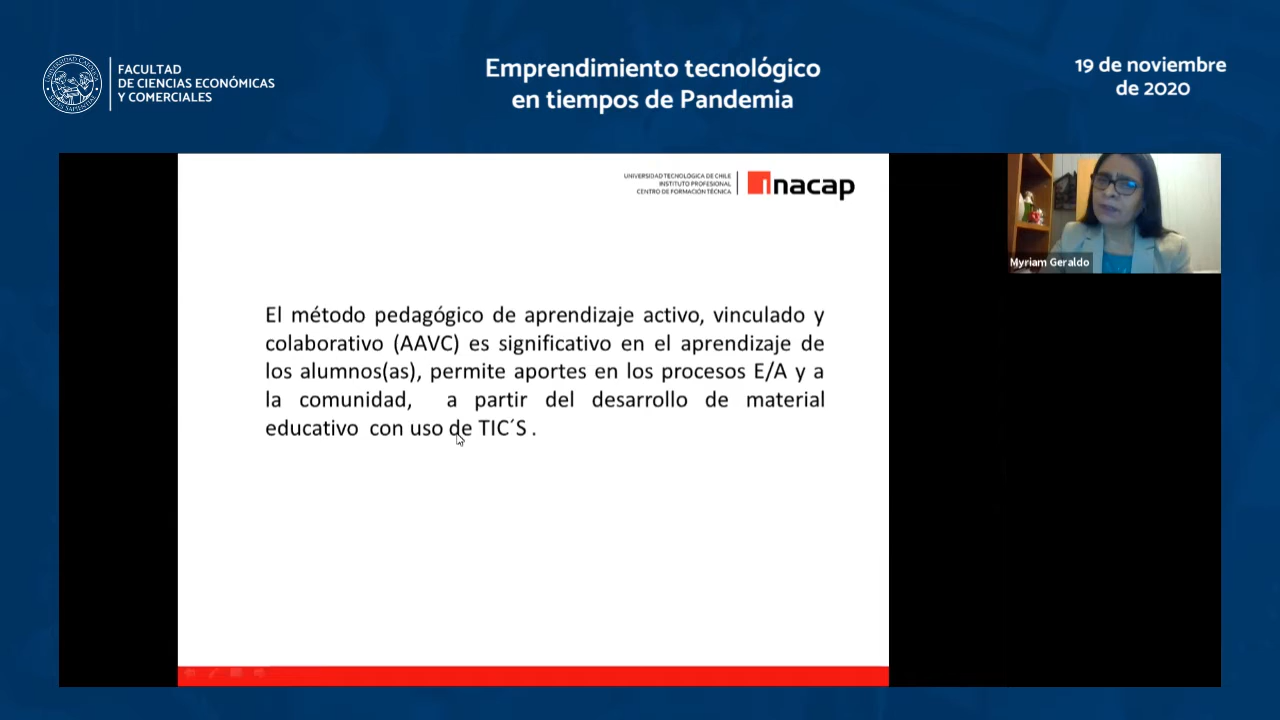 FACULTAD
DE CIENCIAS ECONÓMICAS
Y COMERCIALES
Emprendimiento tecnológico
en tiempos de Pandemia
19 de noviembre
de 2020
UNIVERSIDAD TECNOLÓGICA DE CHILE
INSTITUTO PROFESIONAL
CENTRO DE FORMACIÓN TÉCNICA
inacap
Myriam Geraldo
El método pedagógico de aprendizaje activo, vinculado y
colaborativo (AAVC) es significativo en el aprendizaje de
los alumnos(as), permite aportes en los procesos E/A y a
la comunidad, a partir del desarrollo de material
educativo con uso de TIC´S .